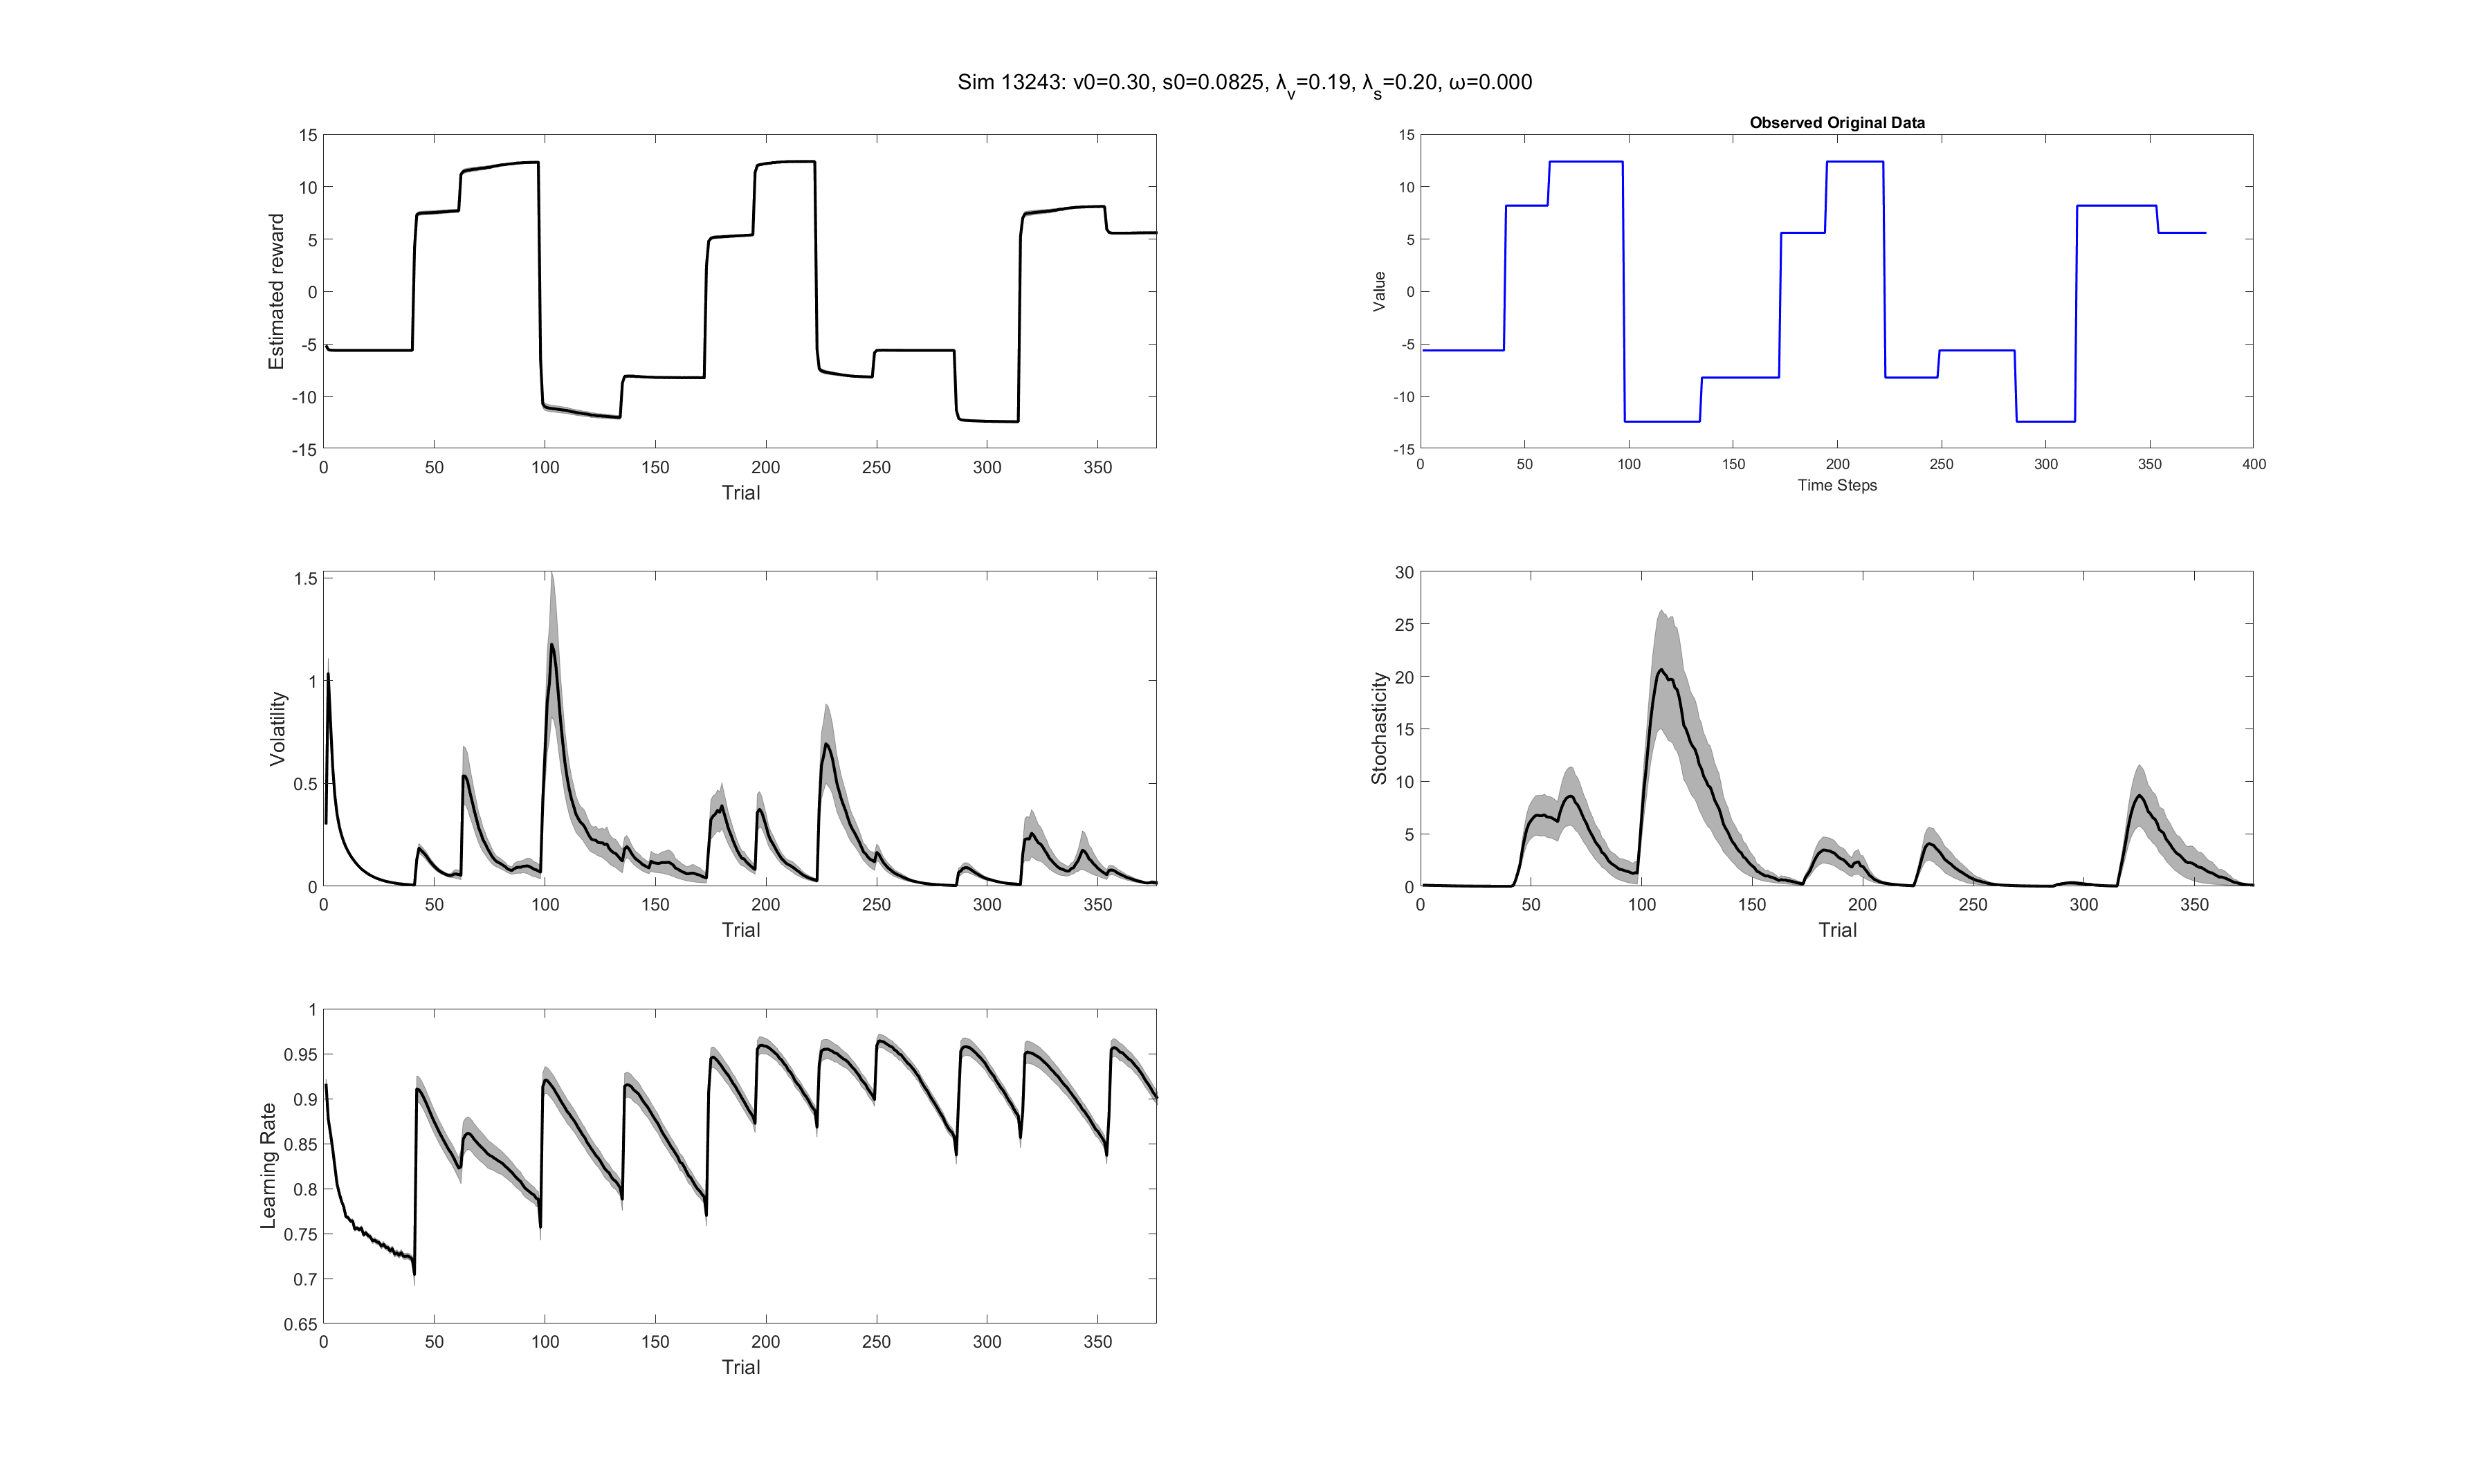 Sim 13243: v0=0.30, s0=0.0825, λv=0.19, λs=0.20, ω=0.000
15
10
5
0
-5
-10
-15
Estimated reward
0 50 100 150 200 250 300 350
Trial
Observed Original Data
15
10
5
0
-5
-10
-15
Value
0 50 100 150 200 250 300 350 400
Time Steps
1.5
1
0.5
0
Volatility
0 50 100 150 200 250 300 350
Trial
30
25
20
15
10
5
0
Stochasticity
0 50 100 150 200 250 300 350
Trial
1
0.95
0.9
0.85
0.8
0.75
0.7
0.65
Learning Rate
0 50 100 150 200 250 300 350
Trial